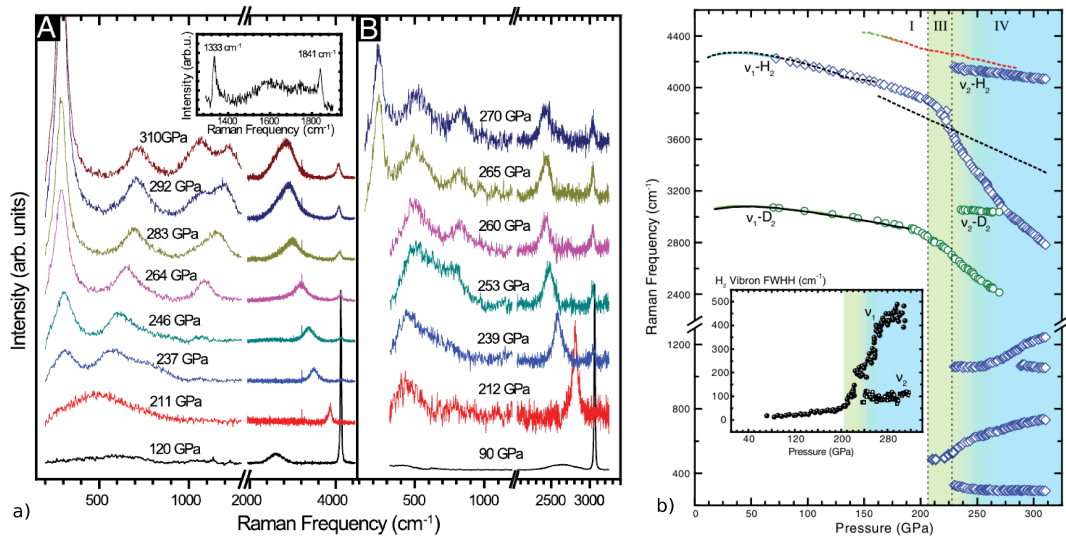 A
B
1333 cm-1
1841 cm-1
Intensity (arb.u.)
1400 1600 1800
Raman Frequency (cm-1)
310GPa
292 GPa
283 GPa
264 GPa
246 GPa
237 GPa
211 GPa
120 GPa
270 GPa
265 GPa
260 GPa
253 GPa
239 GPa
212 GPa
90 GPa
Intensity (arb. units)
500 1000 2000 4000
500 1000 2500 3000
Raman Frequency (cm-1)
a)
I III IV
ν1-H2
ν2-H2
ν1-D2
ν2-D2
4400
4000
3600
3200
2800
2400
1200
800
400
Raman Frequency (cm-1)
H2 Vibron FWHH (cm-1)
500
400
300
200
100
0
ν1
ν2
40 120 200 280
Pressure (GPa)
0 50 100 150 200 250 300
Pressure (GPa)
b)